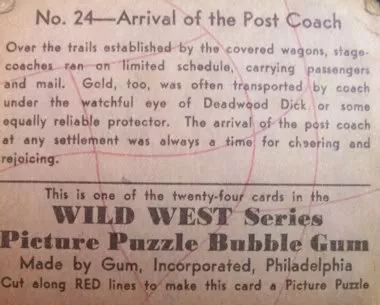 No. 24—Arrival of the Post Coach
Over the trails established by the covered wagons, stage-
coaches ran on limited schedule, carrying passengers
and mail. Gold, too, was often transported by coach
under the watchful eye of Deadwood Dick or some
equally reliable protector. The arrival of the post coach
at any settlement was always a time for cheering and
rejoicing.
This is one of the twenty-four cards in the
WILD WEST Series
Picture Puzzle Bubble Gum
Made by Gum, Incorporated, Philadelphia
Cut along RED lines to make this card a Picture Puzzle